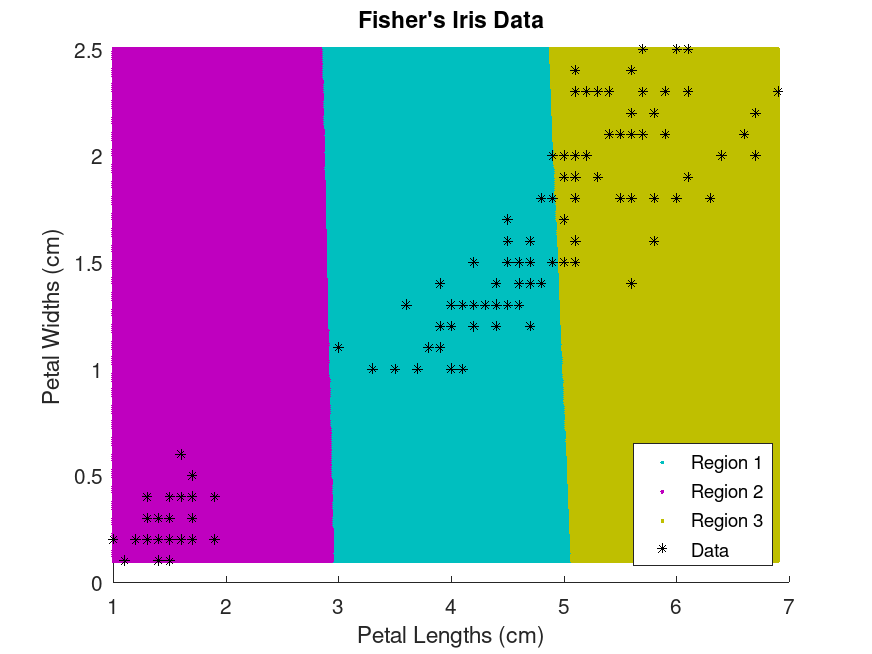 Fisher's Iris Data
Petal Widths (cm)
2.5
2
1.5
1
0.5
0
1 2 3 4 5 6 7
Petal Lengths (cm)
Region 1
Region 2
Region 3
Data